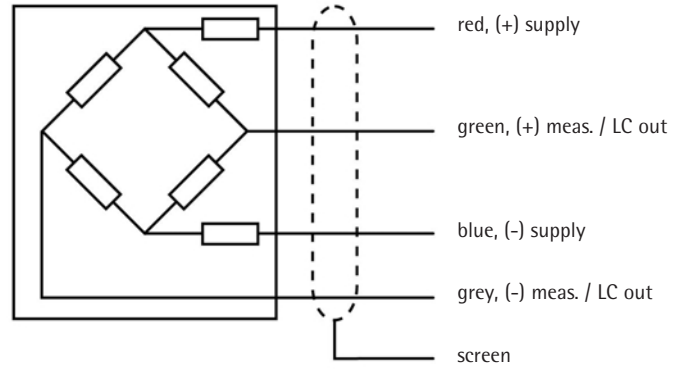 red, (+) supply
green, (+) meas. / LC out
blue, (-) supply
grey, (-) meas. / LC out
screen